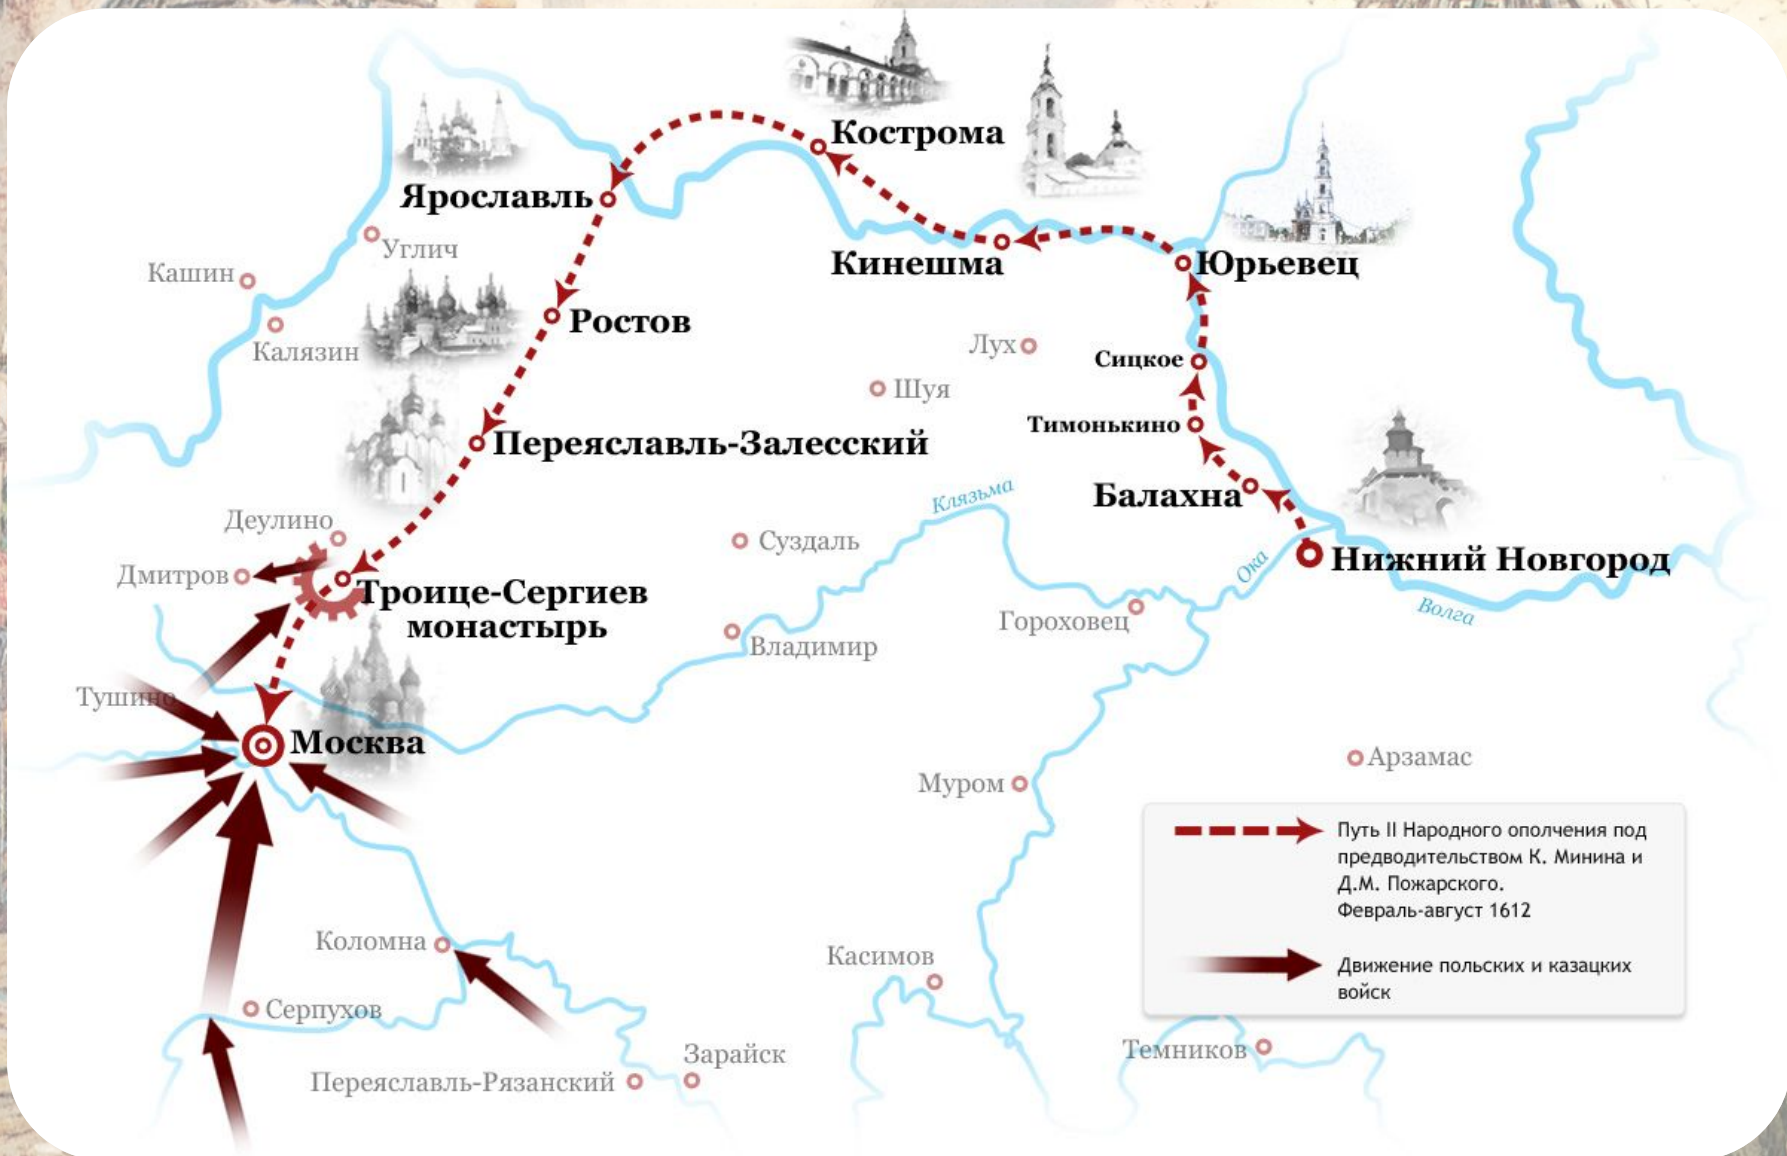 Кострома
Ярославль
Углич
Кинешма
Юрьевец
Кашин
Ростов
Калязин
Лух
Сицкое
Шуя
Тимонькино
Переяславль-Залесский
Балахна
Клязьма
Деулино
Суздаль
Нижний Новгород
Ока
Дмитров
Троице-Сергиев
монастырь
Волга
Гороховец
Владимир
Тушино
Москва
Арзамас
Муром
Путь II Народного ополчения под
предводительством К. Минина и
Д.М. Пожарского.
Февраль-август 1612
Коломна
Касимов
Движение польских и казацких
войск
Серпухов
Темников
Зарайск
Переяславль-Рязанский